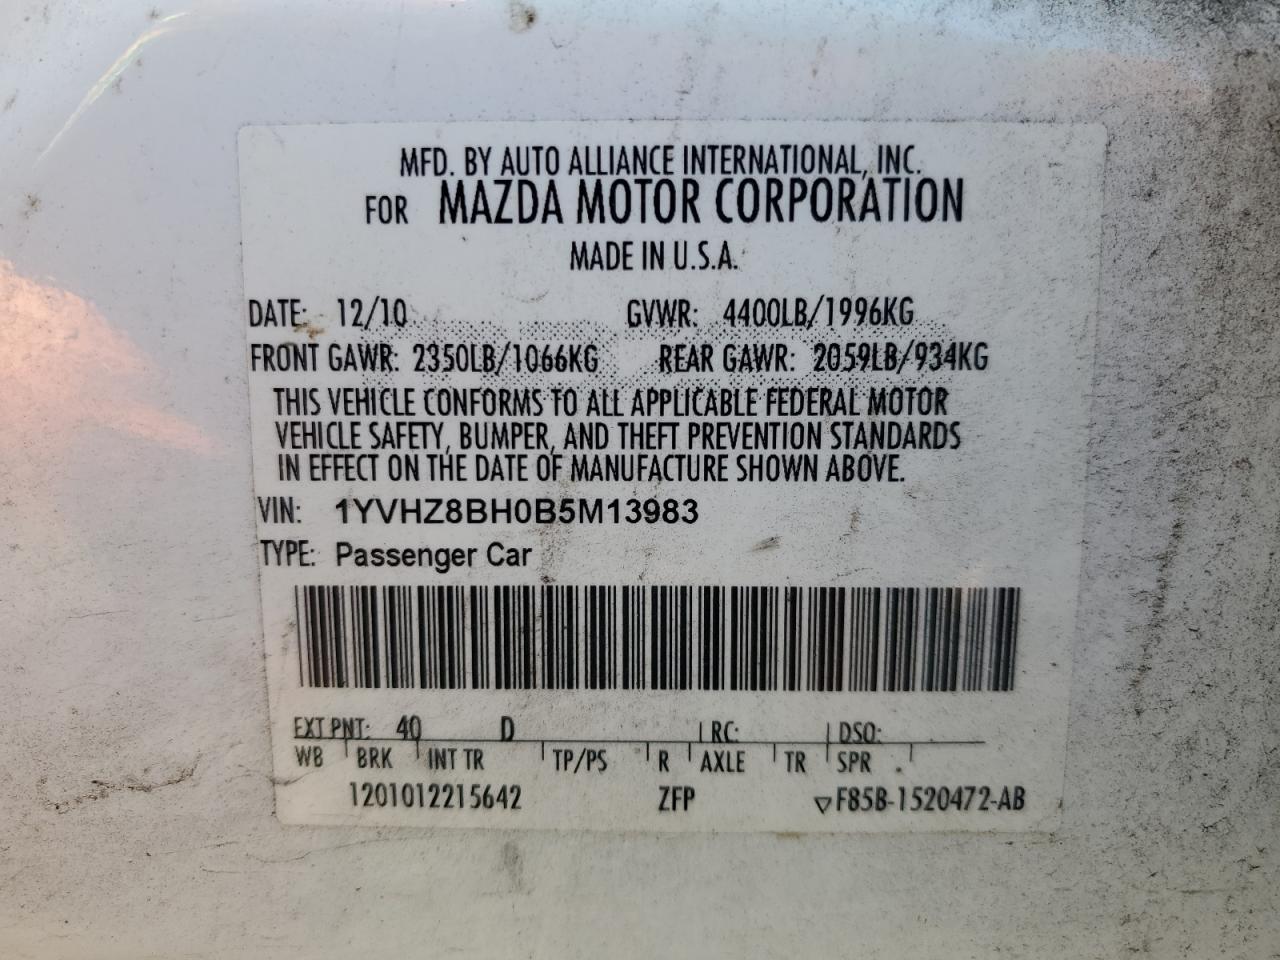 MFD. BY AUTO ALLIANCE INTERNATIONAL, INC.
FOR MAZDA MOTOR CORPORATION
MADE IN U.S.A.
DATE: 12/10 GVWR: 4400LB/1996KG
FRONT GAWR: 2350LB/1066KG REAR GAWR: 2059LB/934KG
THIS VEHICLE CONFORMS TO ALL APPLICABLE FEDERAL MOTOR
VEHICLE SAFETY, BUMPER, AND THEFT PREVENTION STANDARDS
IN EFFECT ON THE DATE OF MANUFACTURE SHOWN ABOVE.
VIN: 1YVHZ8BH0B5M13983
TYPE: Passenger Car
EXT PNT: 40 D RC: DSO:
WB BRK INT TR TP/PS R AXLE TR SPR
1201012215642 ZFP ▽F85B-1520472-AB